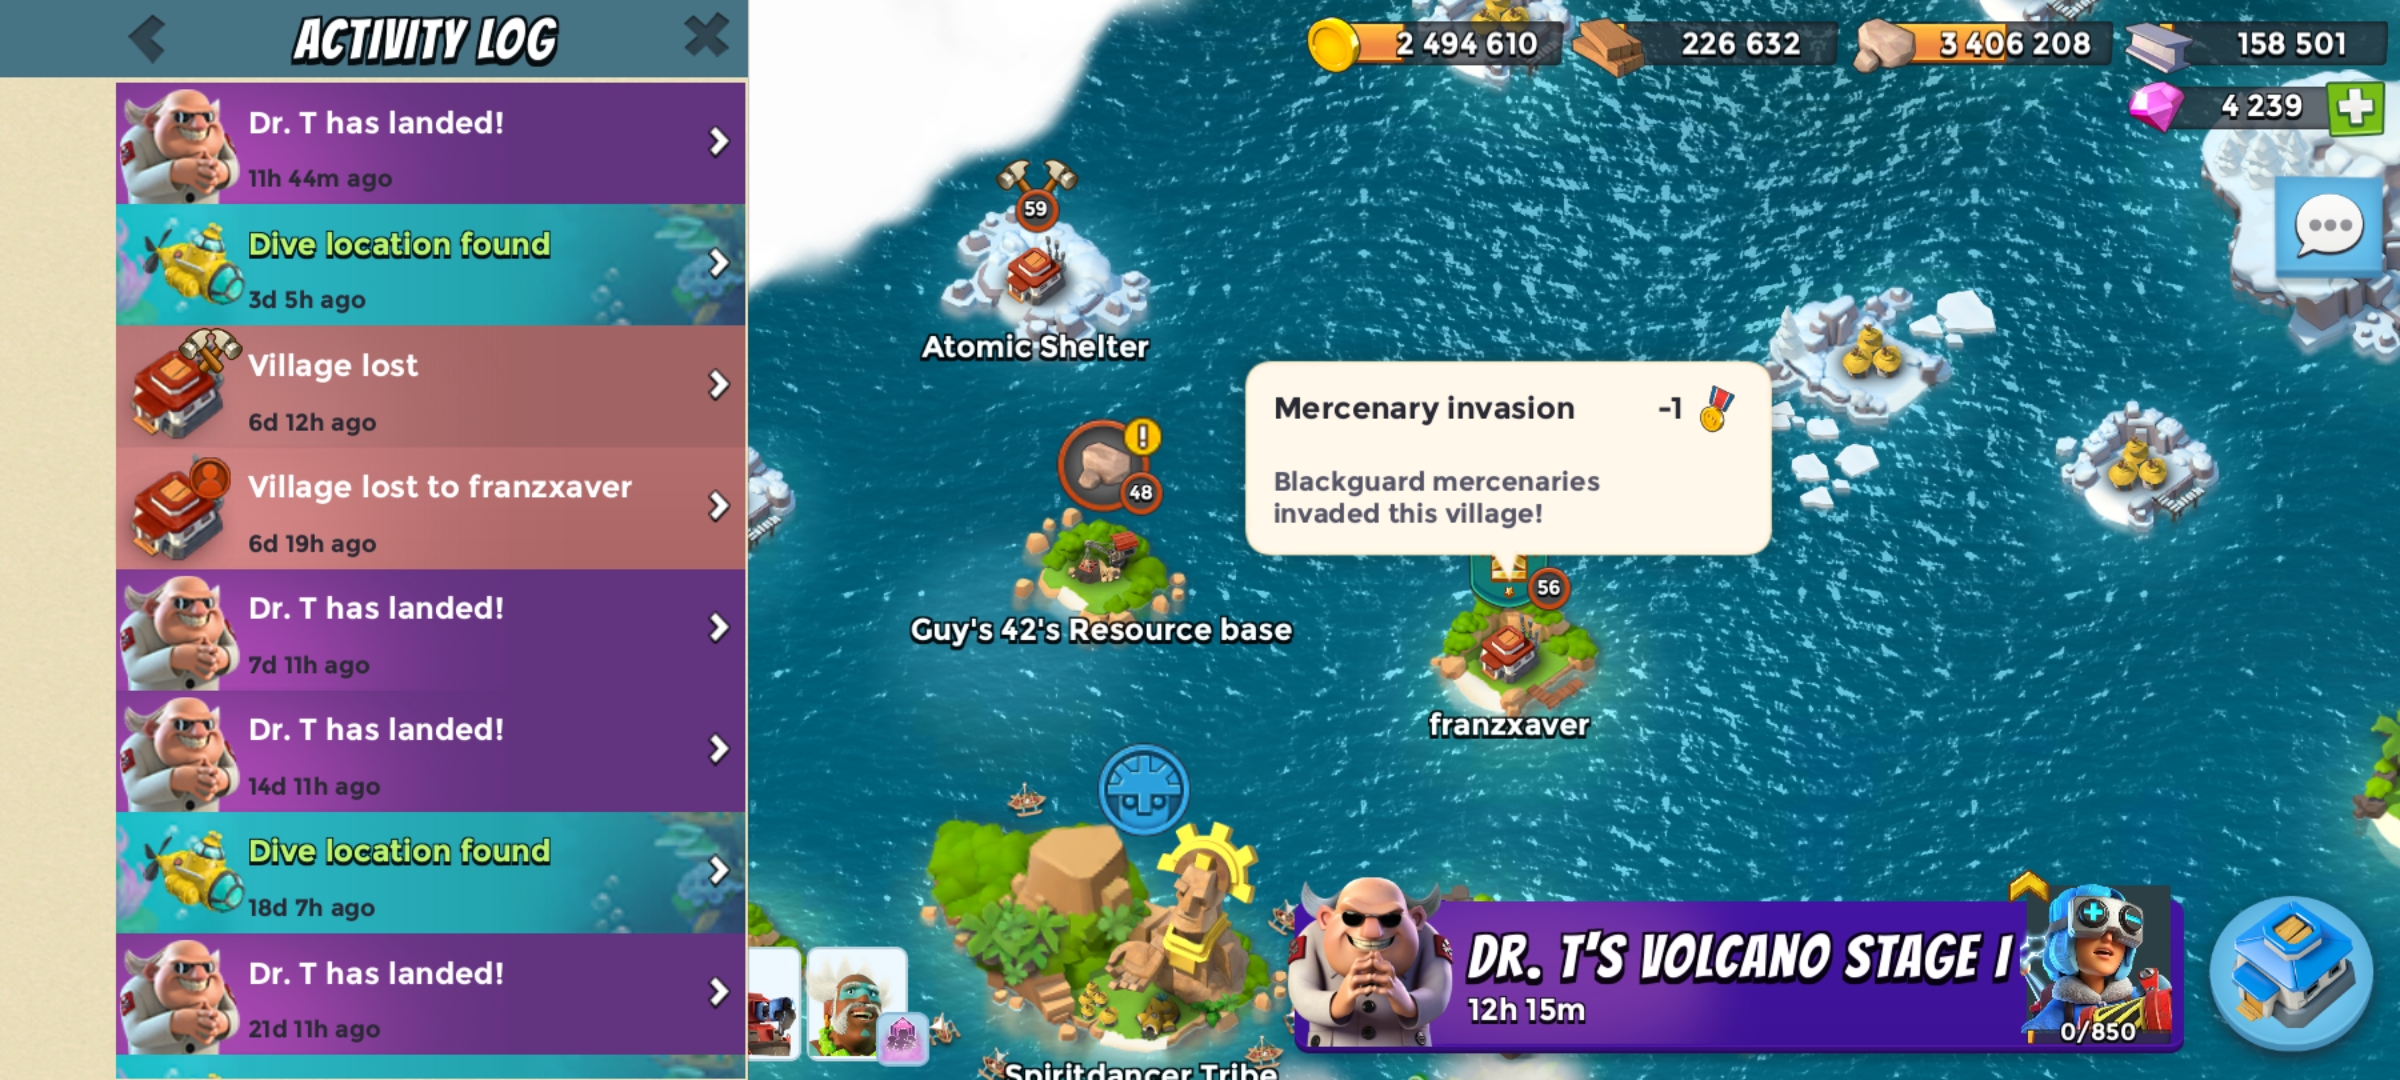 ACTIVITY LOG
Dr. T has landed!
11h 44m ago
Dive location found
3d 5h ago
Village lost
6d 12h ago
Village lost to franzxaver
6d 19h ago
Dr. T has landed!
7d 11h ago
Dr. T has landed!
14d 11h ago
Dive location found
18d 7h ago
Dr. T has landed!
21d 11h ago
2 494 610
226 632
3 406 208
158 501
4 239
59
Atomic Shelter
Mercenary invasion -1
Blackguard mercenaries
invaded this village!
48
Guy's 42's Resource base
56
franzxaver
Spiritdancer Tribe
DR. T'S VOLCANO STAGE I
12h 15m
0/850